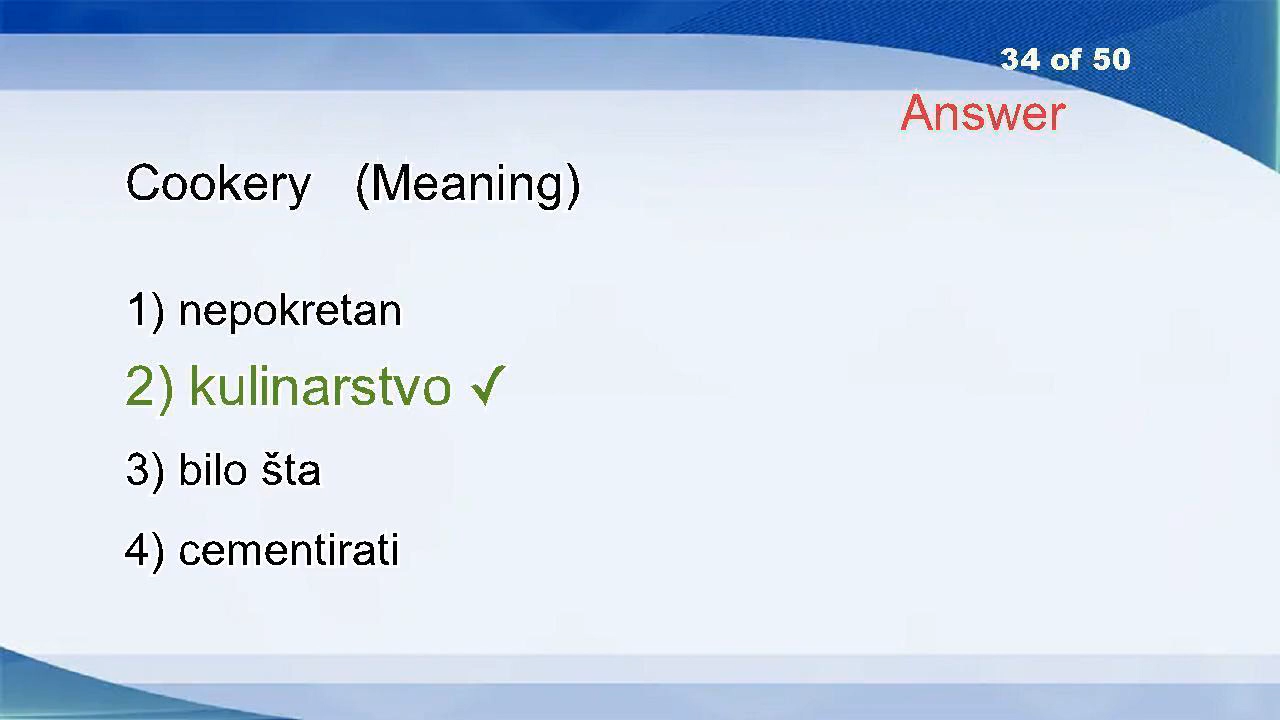 34 of 50
Answer
Cookery (Meaning)
1) nepokretan
2) kulinarstvo ✓
3) bilo šta
4) cementirati